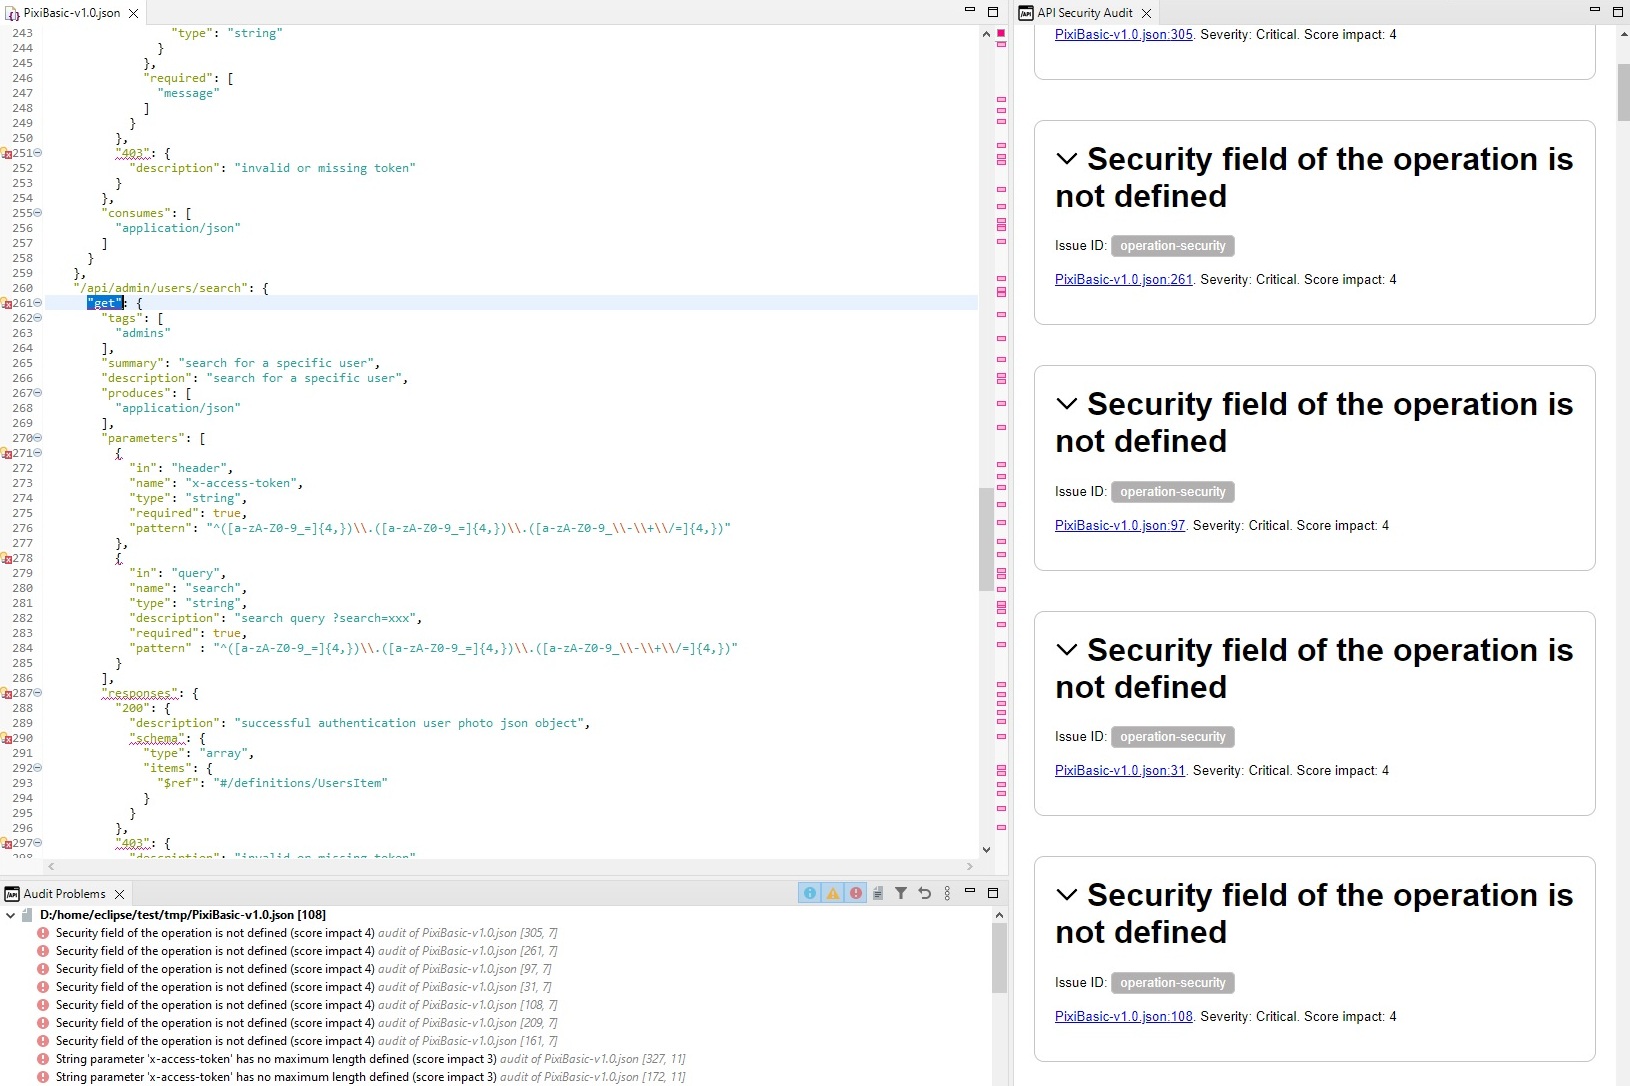 PixiBasic-v1.0.json
243 "type": "string"
244 }
245 },
246 "required": [
247 "message"
248 ]
249 }
250 },
251 "403": {
252 "description": "invalid or missing token"
253 }
254 },
255 "consumes": [
256 "application/json"
257 ]
258 }
259 },
260 "/api/admin/users/search": {
261 "get": {
262 "tags": [
263 "admins"
264 ],
265 "summary": "search for a specific user",
266 "description": "search for a specific user",
267 "produces": [
268 "application/json"
269 ],
270 "parameters": [
271 {
272 "in": "header",
273 "name": "x-access-token",
274 "type": "string",
275 "required": true,
276 "pattern": "^([a-zA-Z0-9_=]{4,})\\.([a-zA-Z0-9_=]{4,})\\.([a-zA-Z0-9_\\-\\+\\/=]{4,})"
277 },
278 {
279 "in": "query",
280 "name": "search",
281 "type": "string",
282 "description": "search query ?search=xxx",
283 "required": true,
284 "pattern" : "^([a-zA-Z0-9_=]{4,})\\.([a-zA-Z0-9_=]{4,})\\.([a-zA-Z0-9_\\-\\+\\/=]{4,})"
285 }
286 ],
287 "responses": {
288 "200": {
289 "description": "successful authentication user photo json object",
290 "schema": {
291 "type": "array",
292 "items": {
293 "$ref": "#/definitions/UsersItem"
294 }
295 }
296 },
297 "403": {
298 "description": "invalid or missing token"
Audit Problems
D:/home/eclipse/test/tmp/PixiBasic-v1.0.json [108]
Security field of the operation is not defined (score impact 4) audit of PixiBasic-v1.0.json [305, 7]
Security field of the operation is not defined (score impact 4) audit of PixiBasic-v1.0.json [261, 7]
Security field of the operation is not defined (score impact 4) audit of PixiBasic-v1.0.json [97, 7]
Security field of the operation is not defined (score impact 4) audit of PixiBasic-v1.0.json [31, 7]
Security field of the operation is not defined (score impact 4) audit of PixiBasic-v1.0.json [108, 7]
Security field of the operation is not defined (score impact 4) audit of PixiBasic-v1.0.json [209, 7]
Security field of the operation is not defined (score impact 4) audit of PixiBasic-v1.0.json [161, 7]
String parameter 'x-access-token' has no maximum length defined (score impact 3) audit of PixiBasic-v1.0.json [327, 11]
String parameter 'x-access-token' has no maximum length defined (score impact 3) audit of PixiBasic-v1.0.json [172, 11]
API Security Audit
PixiBasic-v1.0.json:305. Severity: Critical. Score impact: 4
Security field of the operation is
not defined
Issue ID: operation-security
PixiBasic-v1.0.json:261. Severity: Critical. Score impact: 4
Security field of the operation is
not defined
Issue ID: operation-security
PixiBasic-v1.0.json:97. Severity: Critical. Score impact: 4
Security field of the operation is
not defined
Issue ID: operation-security
PixiBasic-v1.0.json:31. Severity: Critical. Score impact: 4
Security field of the operation is
not defined
Issue ID: operation-security
PixiBasic-v1.0.json:108. Severity: Critical. Score impact: 4